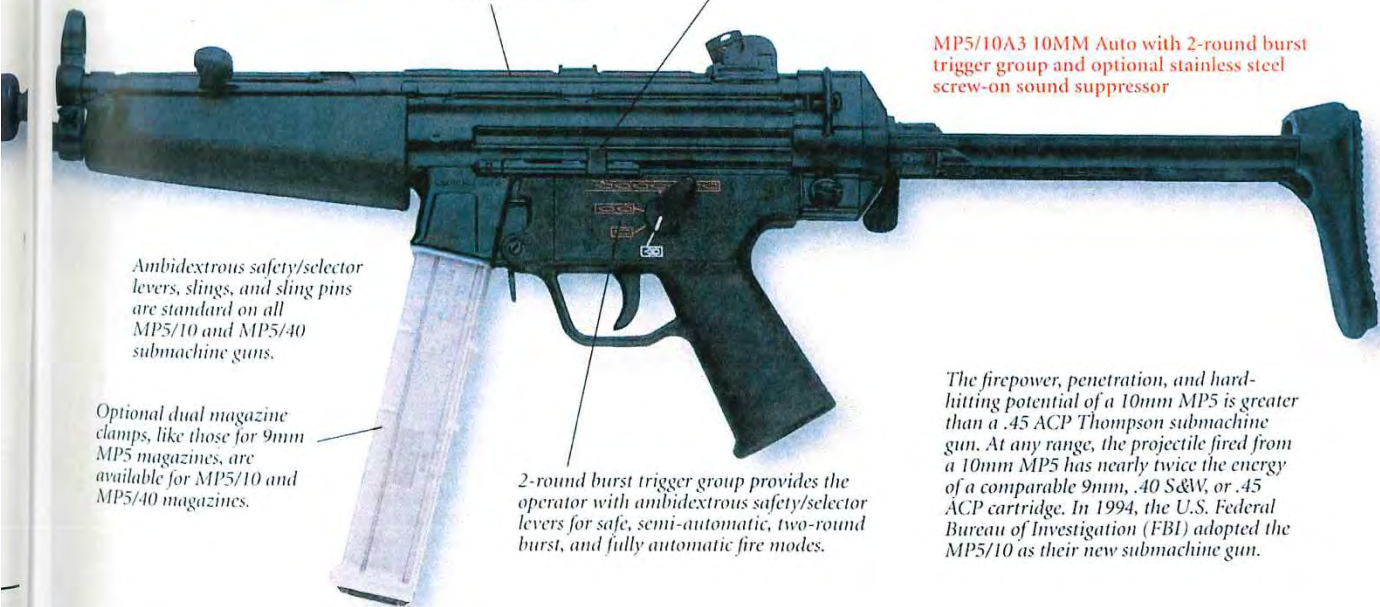 MP5/10A3 10MM Auto with 2-round burst
trigger group and optional stainless steel
screw-on sound suppressor
Ambidextrous safety/selector
levers, slings, and sling pins
are standard on all
MP5/10 and MP5/40
submachine guns.
Optional dual magazine
clamps, like those for 9mm
MP5 magazines, are
available for MP5/10 and
MP5/40 magazines.
2-round burst trigger group provides the
operator with ambidextrous safety/selector
levers for safe, semi-automatic, two-round
burst, and fully automatic fire modes.
The firepower, penetration, and hard-
hitting potential of a 10mm MP5 is greater
than a .45 ACP Thompson submachine
gun. At any range, the projectile fired from
a 10mm MP5 has nearly twice the energy
of a comparable 9mm, .40 S&W, or .45
ACP cartridge. In 1994, the U.S. Federal
Bureau of Investigation (FBI) adopted the
MP5/10 as their new submachine gun.